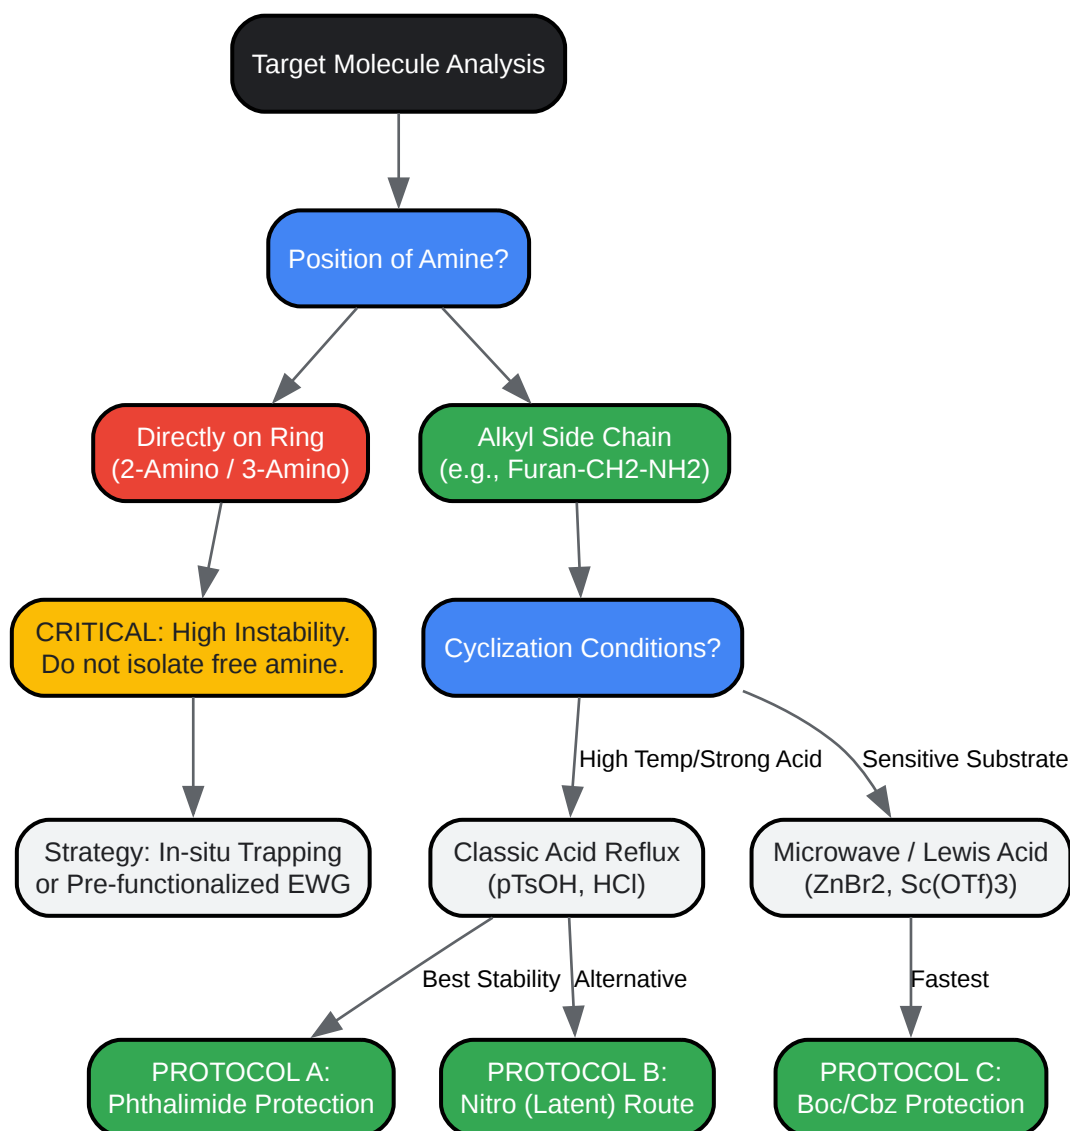 Target Molecule Analysis
Position of Amine?
Directly on Ring
(2-Amino / 3-Amino)
Alkyl Side Chain
(e.g., Furan-CH2-NH2)
CRITICAL: High Instability.
Do not isolate free amine.
Cyclization Conditions?
High Temp/Strong Acid
Sensitive Substrate
Strategy: In-situ Trapping
or Pre-functionalized EWG
Classic Acid Reflux
(pTsOH, HCl)
Microwave / Lewis Acid
(ZnBr2, Sc(OTf)3)
Best Stability
Alternative
Fastest
PROTOCOL A:
Phthalimide Protection
PROTOCOL B:
Nitro (Latent) Route
PROTOCOL C:
Boc/Cbz Protection